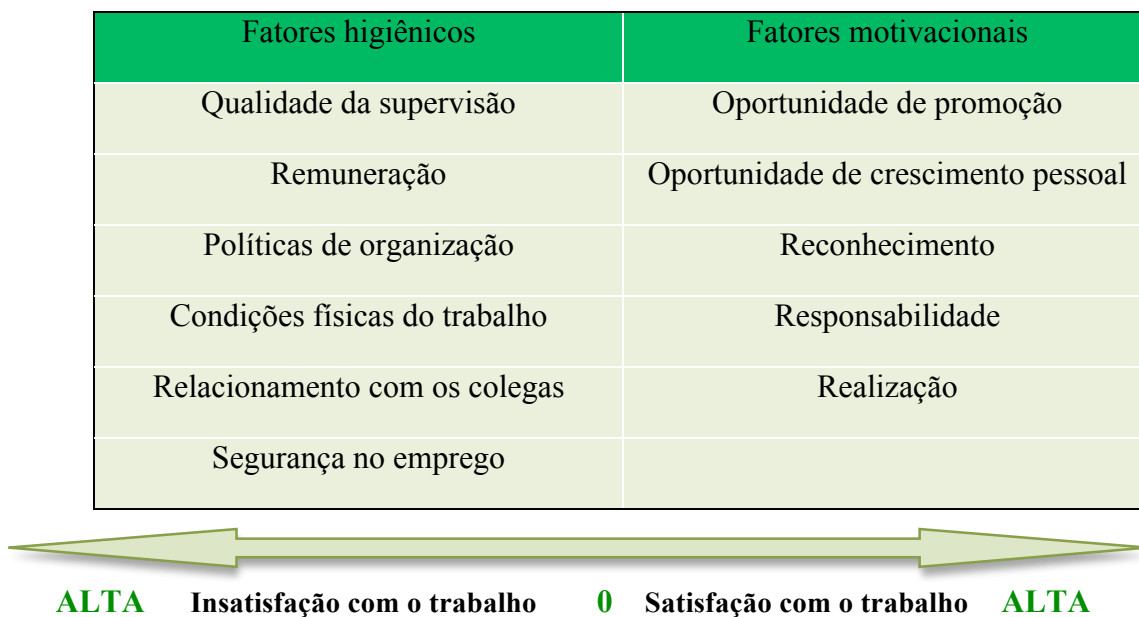 Fatores higiênicos Fatores motivacionais
Qualidade da supervisão Oportunidade de promoção
Remuneração Oportunidade de crescimento pessoal
Políticas de organização Reconhecimento
Condições físicas do trabalho Responsabilidade
Relacionamento com os colegas Realização
Segurança no emprego
ALTA Insatisfação com o trabalho 0 Satisfação com o trabalho ALTA